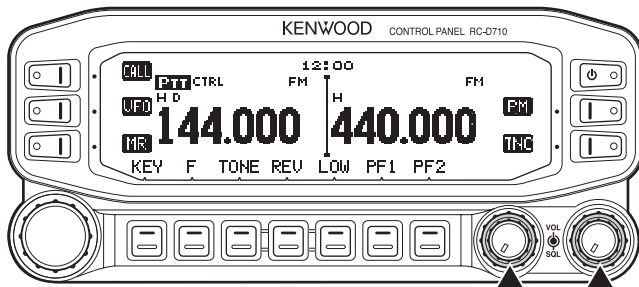 KENWOOD CONTROL PANEL RC-D710
12:00
CALL PTT CTRL FM FM
VFO H D H PM
144.000 440.000
MR TNC
KEY F TONE REV LOW PF1 PF2
VOL
SQL